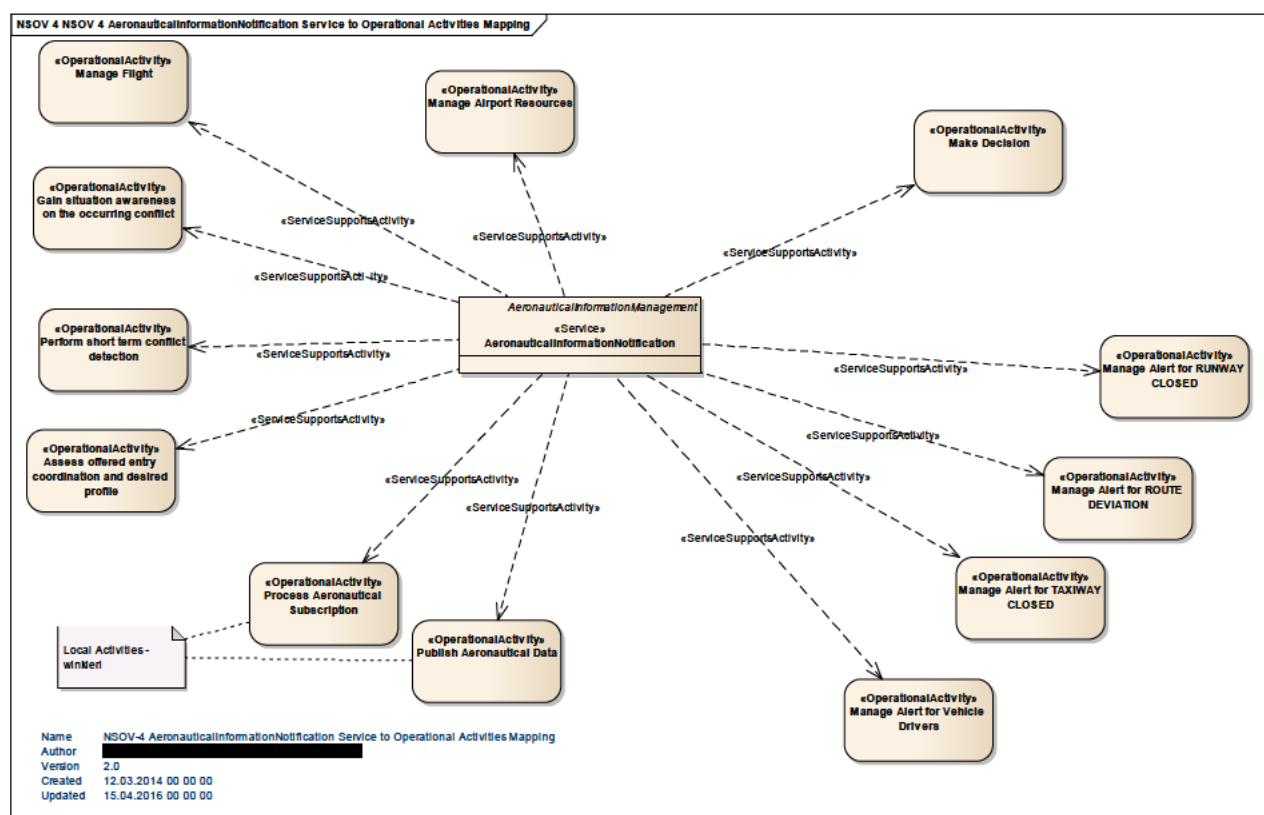 NSOV 4 NSOV 4 AeronauticalInformationNotification Service to Operational Activities Mapping
«OperationalActivity»
Manage Flight
«OperationalActivity»
Manage Airport Resources
«OperationalActivity»
Make Decision
«OperationalActivity»
Gain situation awareness
on the occurring conflict
«ServiceSupportsActivity»
«ServiceSupportsActivity»
«ServiceSupportsActivity»
«ServiceSupportsActivity»
AeronauticalInformationManagement
«Service»
AeronauticalInformationNotification
«OperationalActivity»
Perform short term conflict
detection
«ServiceSupportsActivity»
«ServiceSupportsActivity»
«OperationalActivity»
Manage Alert for RUNWAY
CLOSED
«ServiceSupportsActivity»
«OperationalActivity»
Assess offered entry
coordination and desired
profile
«ServiceSupportsActivity»
«OperationalActivity»
Manage Alert for ROUTE
DEVIATION
«ServiceSupportsActivity»
«ServiceSupportsActivity»
«ServiceSupportsActivity»
«ServiceSupportsActivity»
«OperationalActivity»
Manage Alert for TAXIWAY
CLOSED
«OperationalActivity»
Process Aeronautical
Subscription
«OperationalActivity»
Publish Aeronautical Data
Local Activities -
winkleri
«OperationalActivity»
Manage Alert for Vehicle
Drivers
Name NSOV-4 AeronauticalInformationNotification Service to Operational Activities Mapping
Author
Version 2.0
Created 12.03.2014 00 00 00
Updated 15.04.2016 00 00 00